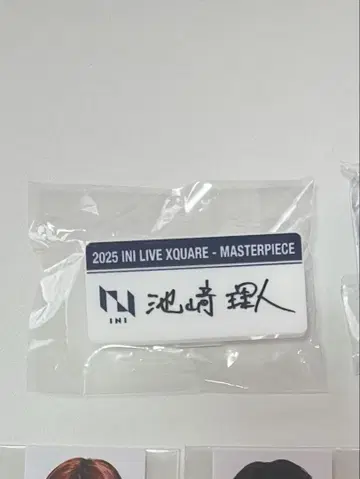 2025 INI LIVE XQUARE - MASTERPIECE
INI
池﨑 理人